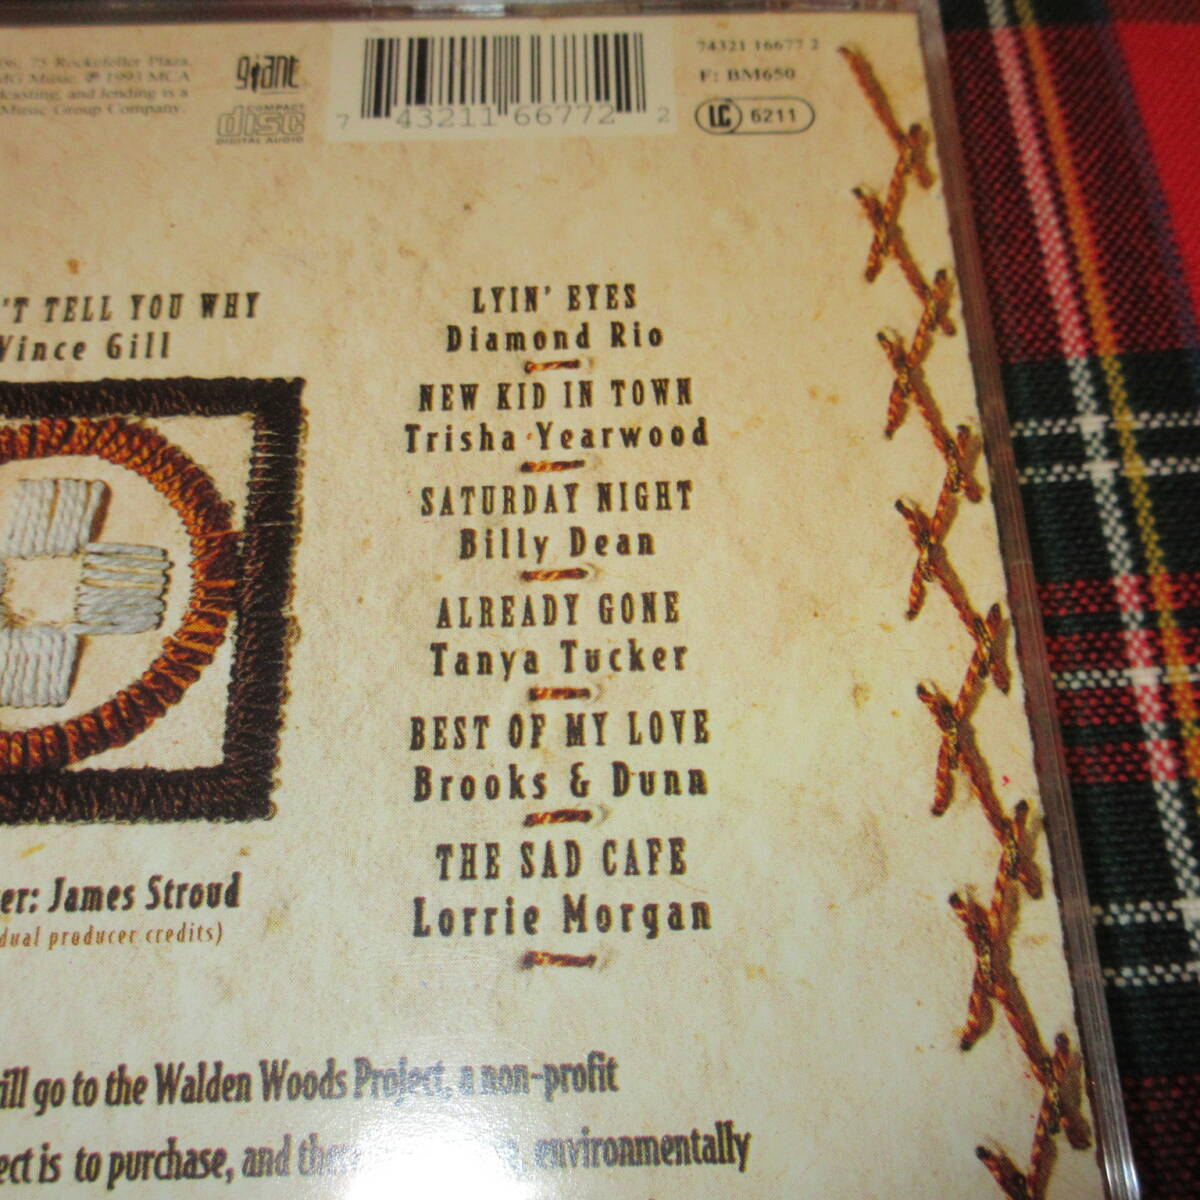 75 Rockefeller Plaza,
Music ℗ 1993 MCA
and lending is a
Music Group Company.
giant
COMPACT
disc
DIGITAL AUDIO
7 43211 66772 2
74321 16677 2
F: BM650
LC 6211
'T TELL YOU WHY
Vince Gill
LYIN' EYES
Diamond Rio
NEW KID IN TOWN
Trisha Yearwood
SATURDAY NIGHT
Billy Dean
ALREADY GONE
Tanya Tucker
BEST OF MY LOVE
Brooks & Dunn
THE SAD CAFE
Lorrie Morgan
er: James Stroud
dual producer credits)
ill go to the Walden Woods Project, a non-profit
ect is to purchase, and environmentally